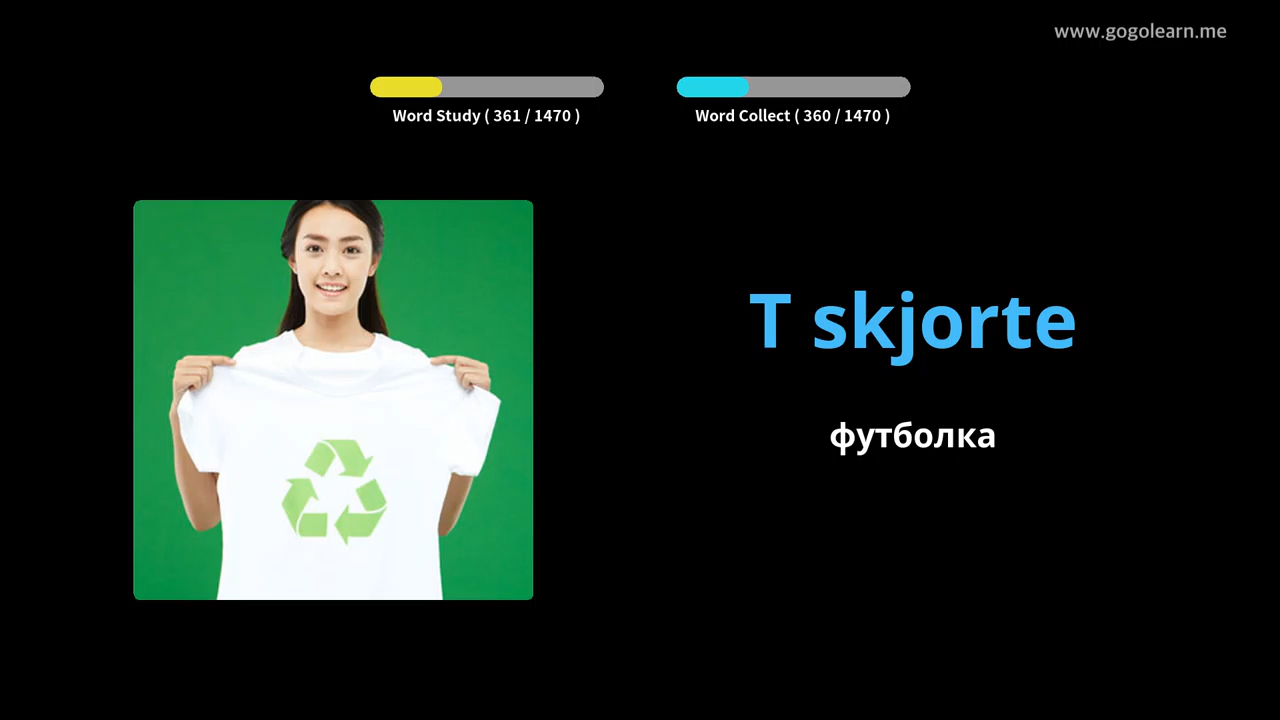 www.gogolearn.me
Word Study ( 361 / 1470 )
Word Collect ( 360 / 1470 )
T skjorte
футболка